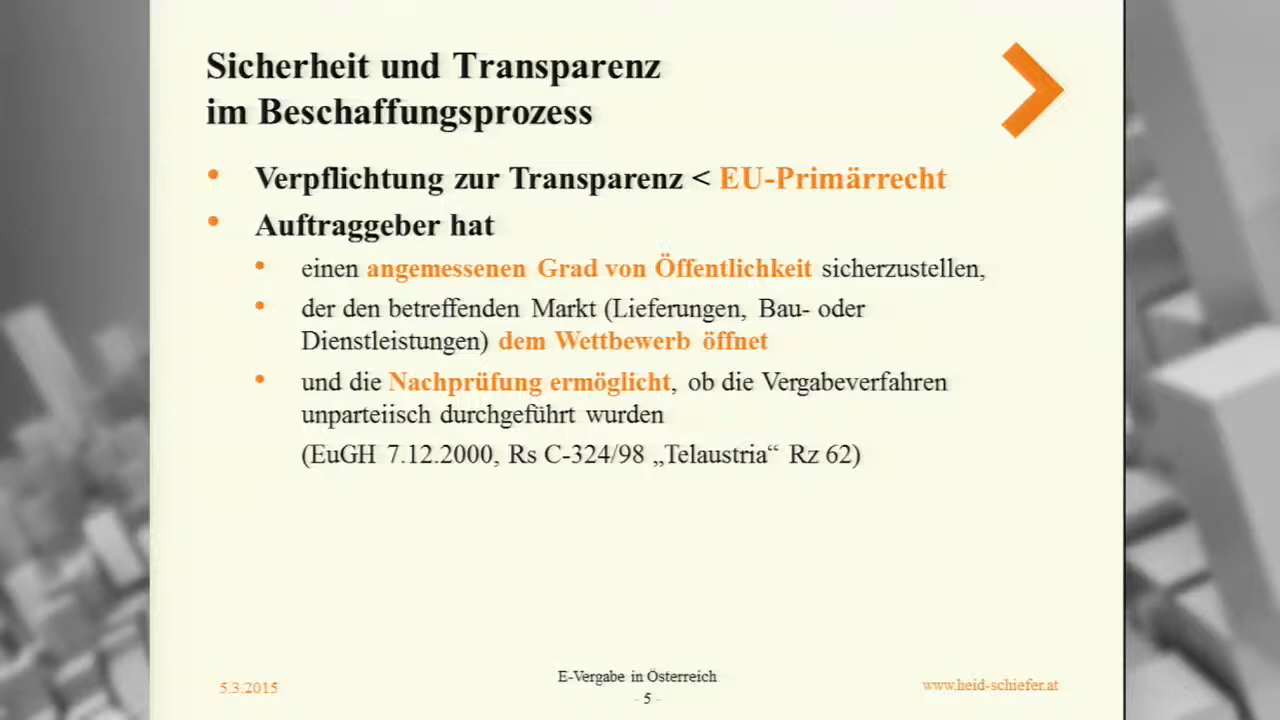 Sicherheit und Transparenz
im Beschaffungsprozess
• Verpflichtung zur Transparenz < EU-Primärrecht
• Auftraggeber hat
• einen angemessenen Grad von Öffentlichkeit sicherzustellen,
• der den betreffenden Markt (Lieferungen, Bau- oder
Dienstleistungen) dem Wettbewerb öffnet
• und die Nachprüfung ermöglicht, ob die Vergabeverfahren
unparteiisch durchgeführt wurden
(EuGH 7.12.2000, Rs C-324/98 „Telaustria“ Rz 62)
5.3.2015
E-Vergabe in Österreich
- 5 -
www.heid-schiefer.at